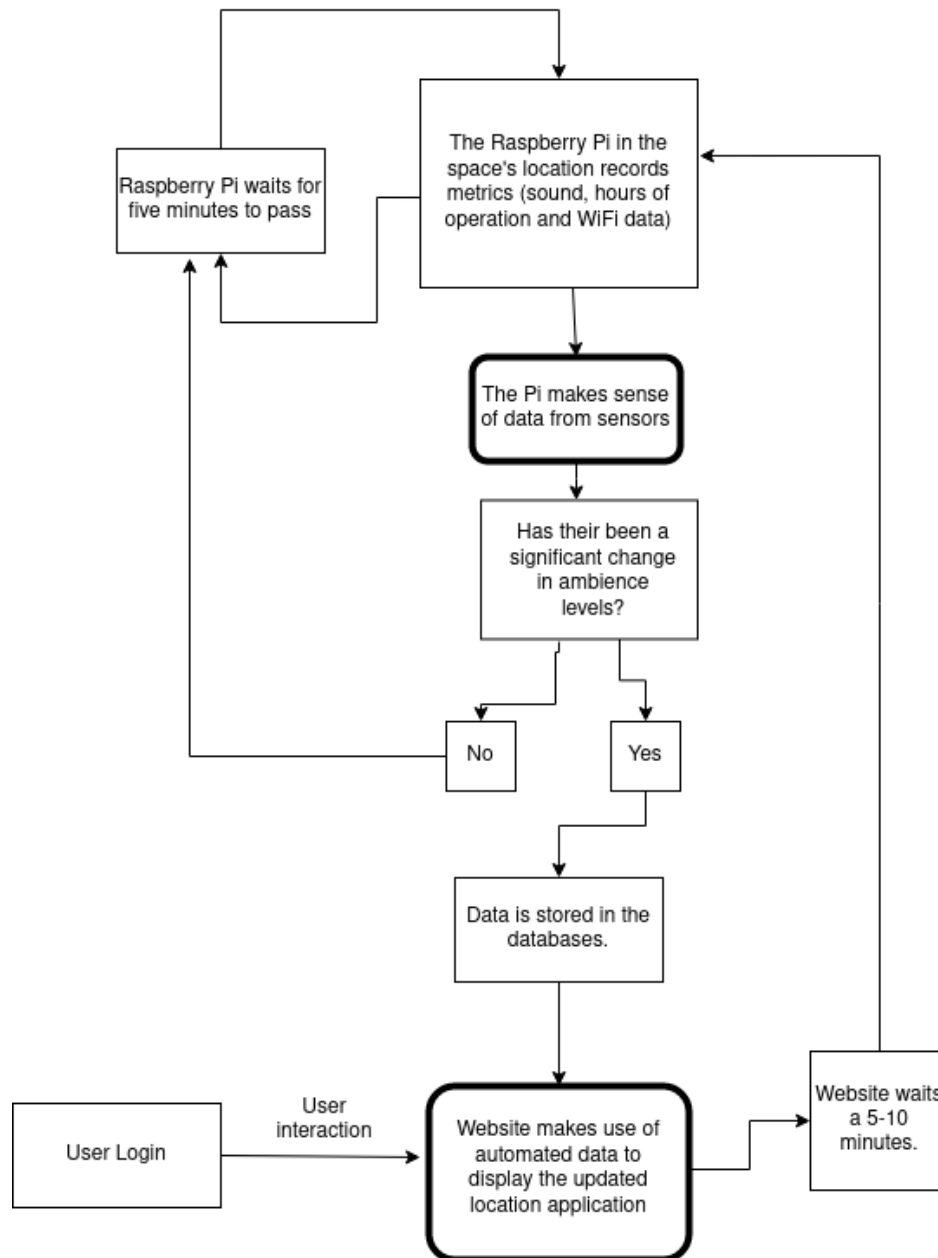 The Raspberry Pi in the
space's location records
metrics (sound, hours of
operation and WiFi data)
Raspberry Pi waits for
five minutes to pass
The Pi makes sense
of data from sensors
Has their been a
significant change
in ambience
levels?
No
Yes
Data is stored in the
databases.
User Login
User
interaction
Website makes use of
automated data to
display the updated
location application
Website waits
a 5-10
minutes.